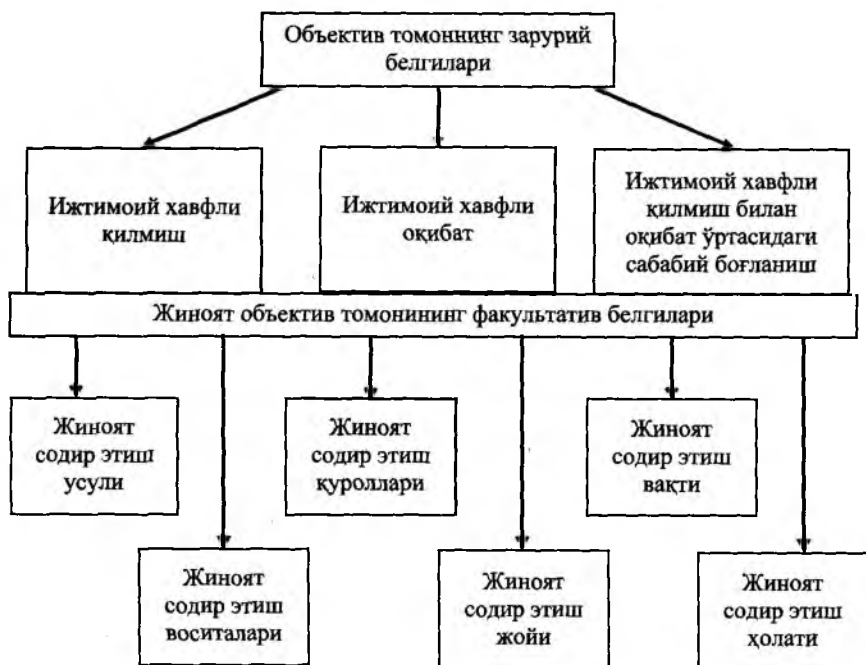 Объектив томоннинг зарурий
белгилари
Ижтимоий хавфли
қилмиш
Ижтимоий хавфли
оқибат
Ижтимоий хавфли
қилмиш билан
оқибат ўртасидаги
сабабий боғланиш
Жиноят объектив томонининг факультатив белгилари
Жиноят
содир этиш
усули
Жиноят
содир этиш
қуроллари
Жиноят
содир этиш
вақти
Жиноят
содир этиш
воситалари
Жиноят
содир этиш
жойи
Жиноят
содир этиш
ҳолати